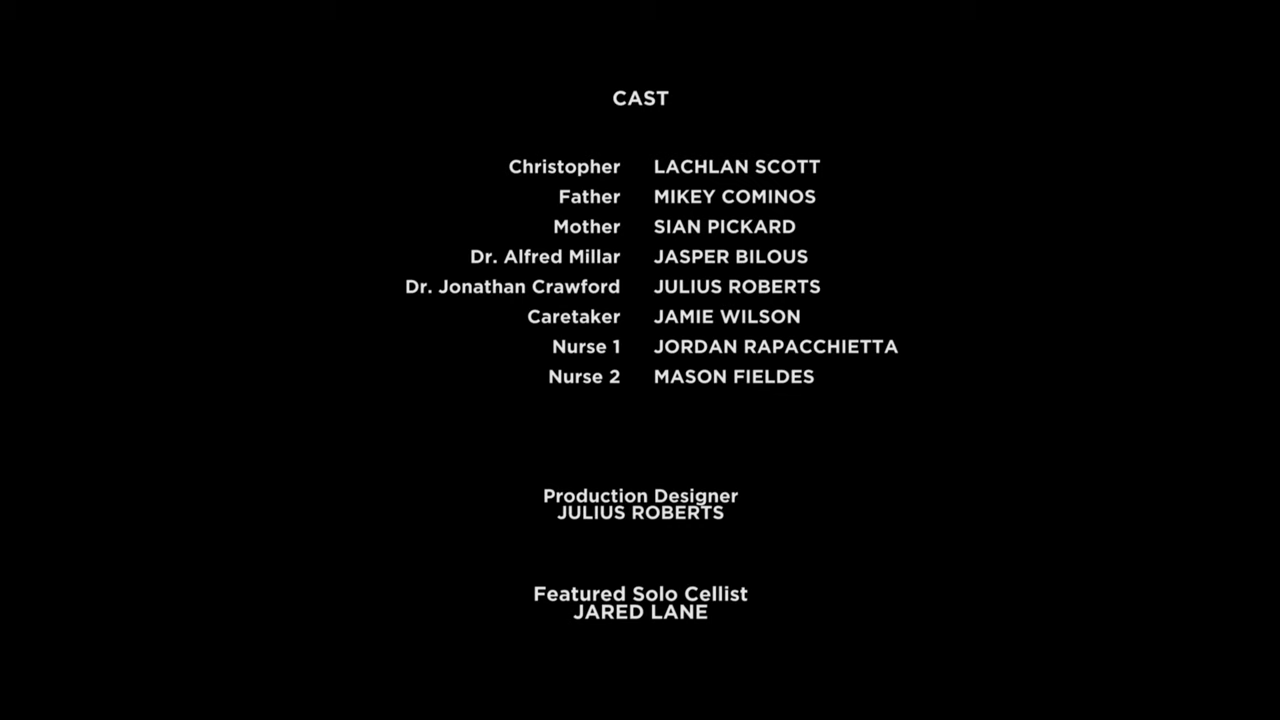 CAST
Christopher LACHLAN SCOTT
Father MIKEY COMINOS
Mother SIAN PICKARD
Dr. Alfred Millar JASPER BILOUS
Dr. Jonathan Crawford JULIUS ROBERTS
Caretaker JAMIE WILSON
Nurse 1 JORDAN RAPACCHIETTA
Nurse 2 MASON FIELDES
Production Designer
JULIUS ROBERTS
Featured Solo Cellist
JARED LANE